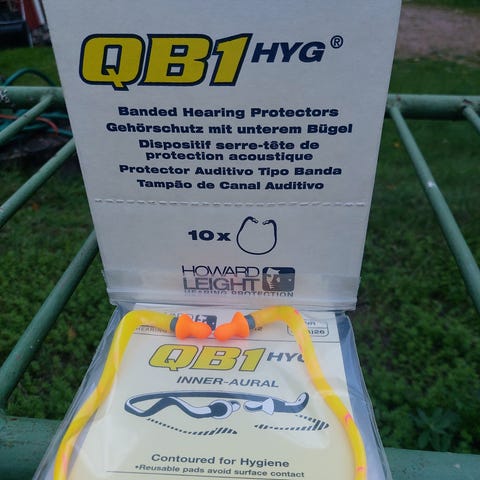 QB1 HYG®
Banded Hearing Protectors
Gehörschutz mit unterem Bügel
Dispositif serre-tête de
protection acoustique
Protector Auditivo Tipo Banda
Tampão de Canal Auditivo
10x
HOWARD
LEIGHT
HEARING PROTECTION
QB1 HYG
INNER-AURAL
Contoured for Hygiene
•Reusable pads avoid surface contact